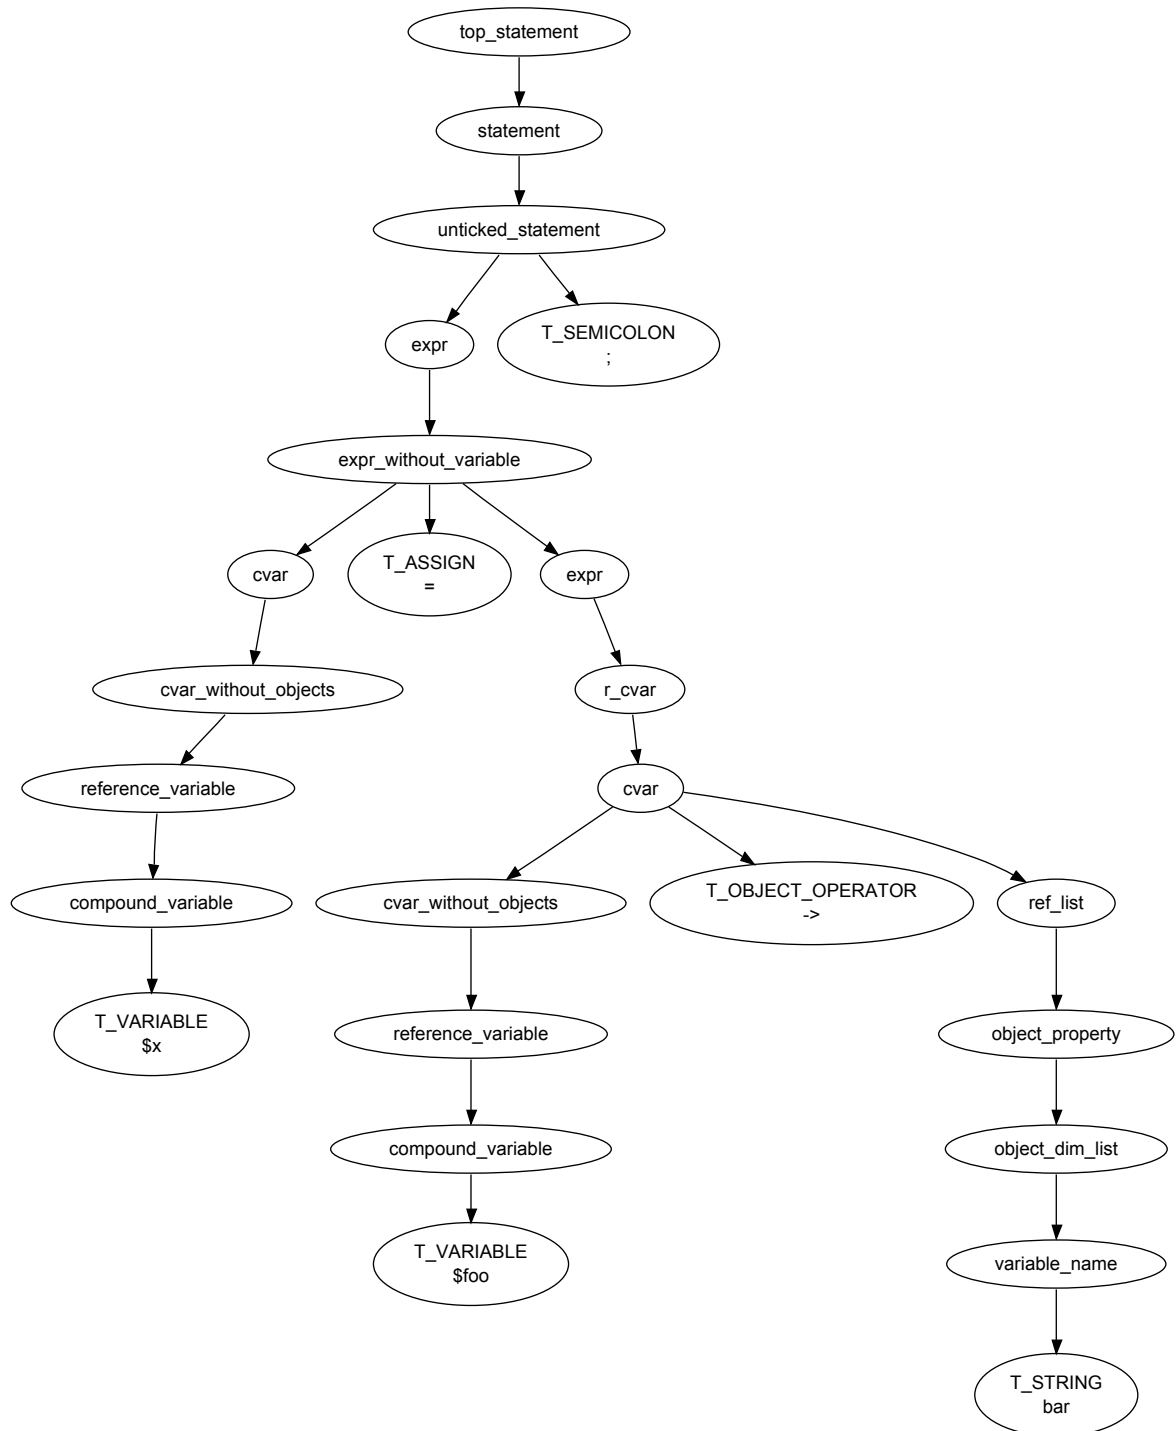 top_statement
statement
unticked_statement
expr
T_SEMICOLON
;
expr_without_variable
cvar
T_ASSIGN
=
expr
cvar_without_objects
r_cvar
reference_variable
cvar
compound_variable
cvar_without_objects
T_OBJECT_OPERATOR
->
ref_list
T_VARIABLE
$x
reference_variable
object_property
compound_variable
object_dim_list
T_VARIABLE
$foo
variable_name
T_STRING
bar